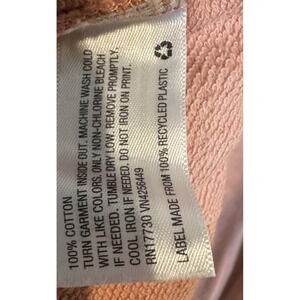 100% COTTON
TURN GARMENT INSIDE OUT. MACHINE WASH COLD
WITH LIKE COLORS. ONLY NON-CHLORINE BLEACH
IF NEEDED. TUMBLE DRY LOW. REMOVE PROMPTLY.
COOL IRON IF NEEDED. DO NOT IRON ON PRINT.
RN17730 VN4256449
LABEL MADE FROM 100% RECYCLED PLASTIC